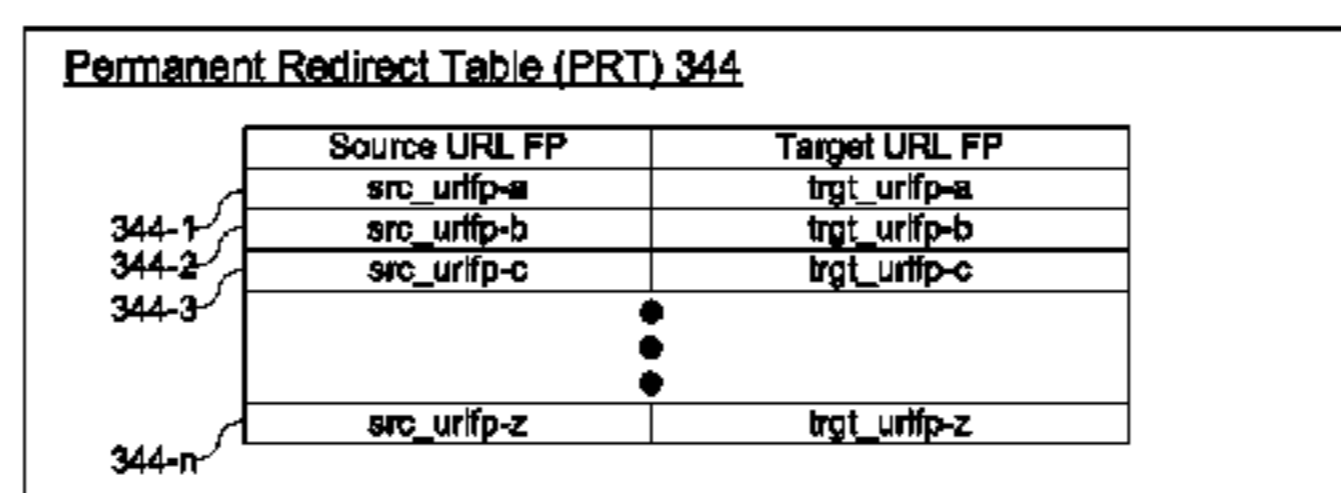 Permanent Redirect Table (PRT) 344
Source URL FP Target URL FP
344-1 src_urlfp-a trgt_urlfp-a
344-2 src_urlfp-b trgt_urlfp-b
344-3 src_urlfp-c trgt_urlfp-c
344-n src_urlfp-z trgt_urlfp-z